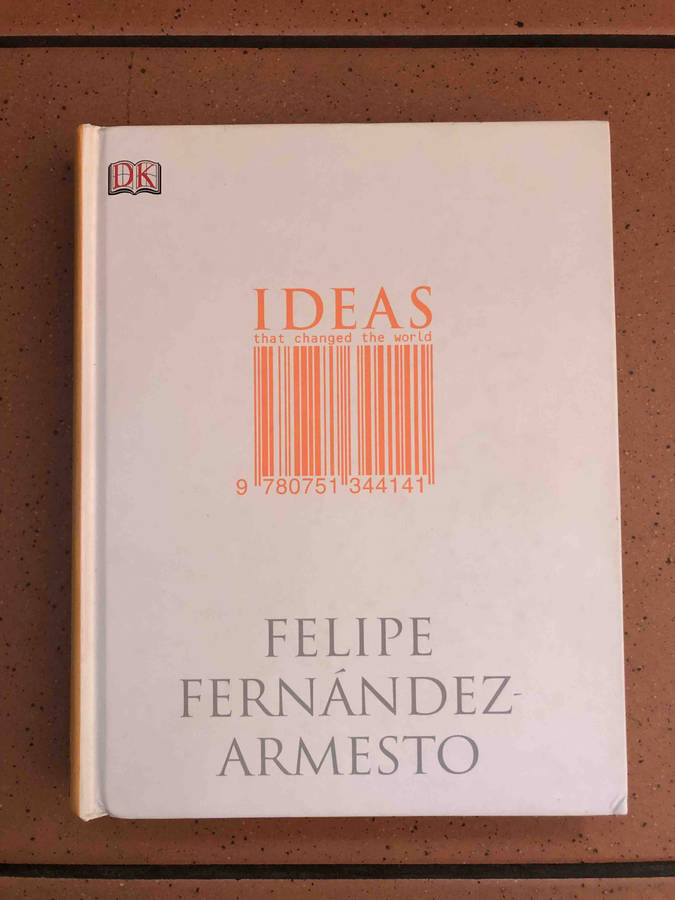 DK
IDEAS
that changed the world
9 780751 344141
FELIPE
FERNÁNDEZ-
ARMESTO